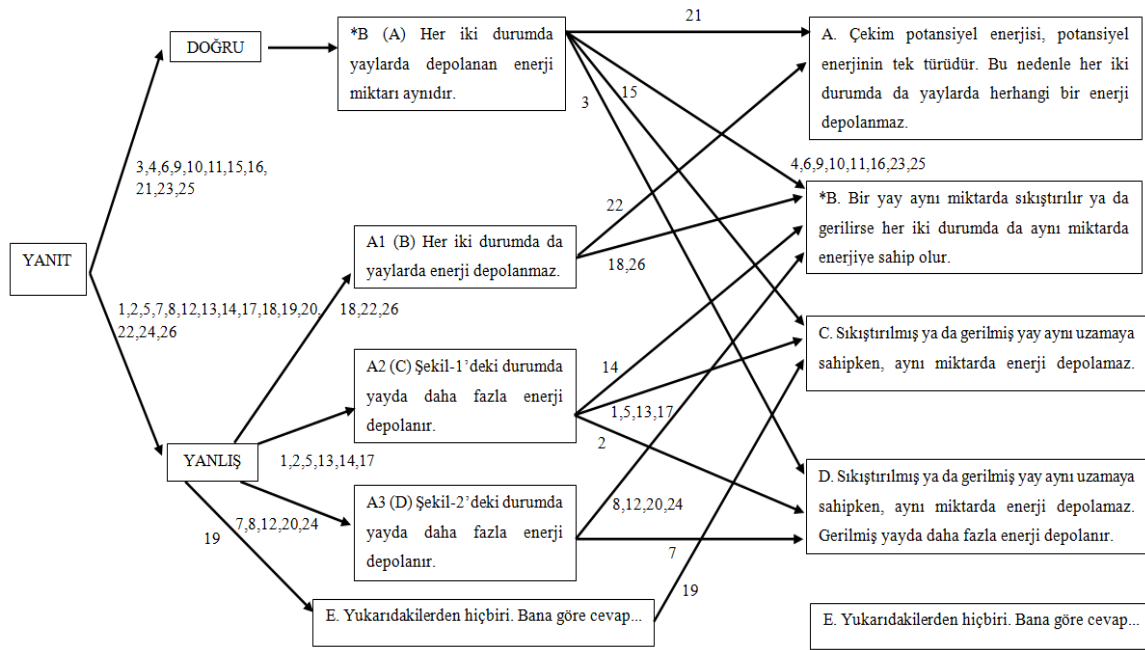 YANIT
DOĞRU
3,4,6,9,10,11,15,16,
21,23,25
1,2,5,7,8,12,13,14,17,18,19,20,
22,24,26
YANLIŞ
*B (A) Her iki durumda
yaylarda depolanan enerji
miktarı aynıdır.
18,22,26
A1 (B) Her iki durumda da
yaylarda enerji depolanmaz.
1,2,5,13,14,17
A2 (C) Şekil-1’deki durumda
yayda daha fazla enerji
depolanır.
7,8,12,20,24
A3 (D) Şekil-2’deki durumda
yayda daha fazla enerji
depolanır.
19
E. Yukarıdakilerden hiçbiri. Bana göre cevap...
21
15
3
4,6,9,10,11,16,23,25
22
18,26
14
1,5,13,17
2
8,12,20,24
7
19
A. Çekim potansiyel enerjisi, potansiyel
enerjinin tek türüdür. Bu nedenle her iki
durumda da yaylarda herhangi bir enerji
depolanmaz.
*B. Bir yay aynı miktarda sıkıştırılır ya da
gerilirse her iki durumda da aynı miktarda
enerjiye sahip olur.
C. Sıkıştırılmış ya da gerilmiş yay aynı uzamaya
sahipken, aynı miktarda enerji depolamaz.
D. Sıkıştırılmış ya da gerilmiş yay aynı uzamaya
sahipken, aynı miktarda enerji depolamaz.
Gerilmiş yayda daha fazla enerji depolanır.
E. Yukarıdakilerden hiçbiri. Bana göre cevap...